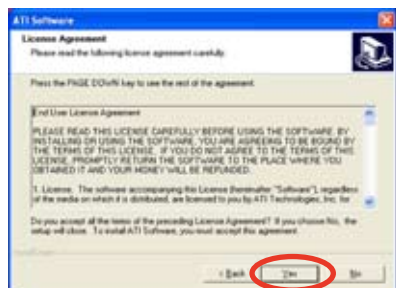 ATI Software
License Agreement
Please read the following license agreement carefully.
Press the PAGE DOWN key to see the rest of the agreement.
End User License Agreement
PLEASE READ THIS LICENSE CAREFULLY BEFORE USING THE SOFTWARE. BY
INSTALLING OR USING THE SOFTWARE, YOU ARE AGREEING TO BE BOUND BY
THE TERMS OF THIS LICENSE. IF YOU DO NOT AGREE TO THE TERMS OF THIS
LICENSE, PROMPTLY RETURN THE SOFTWARE TO THE PLACE WHERE YOU
OBTAINED IT AND YOUR MONEY WILL BE REFUNDED.
1. License. The software accompanying this License (hereinafter "Software"), regardless
of the media on which it is distributed, are licensed to you by ATI Technologies, Inc. for
Do you accept all the terms of the preceding License Agreement? If you choose No, the
setup will close. To install ATI Software, you must accept this agreement.
< Back
Yes
No